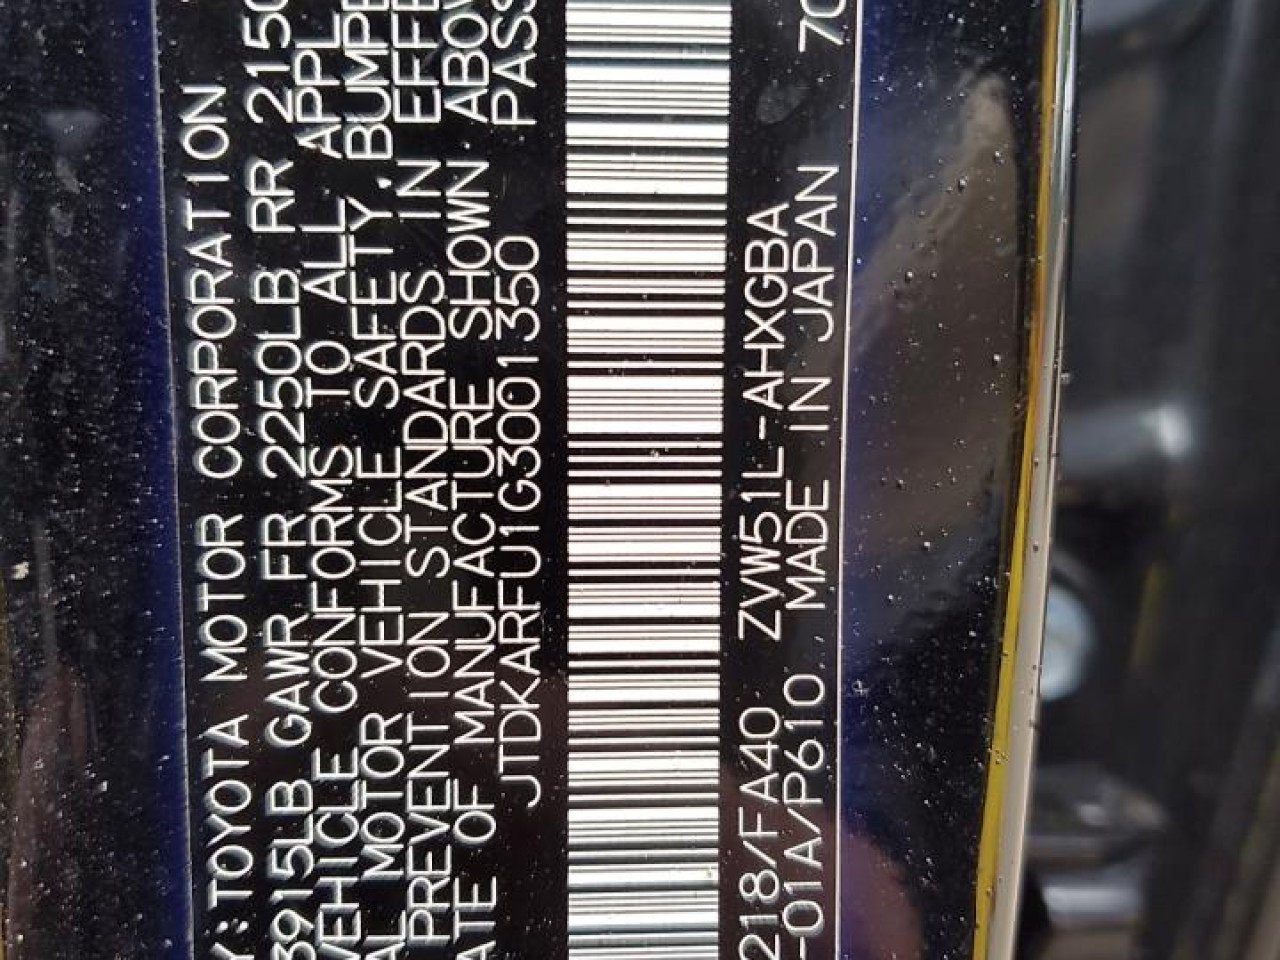 Y:TOYOTA MOTOR CORPORATION
3915LB GAWR FR 2250LB RR 2150
VEHICLE CONFORMS TO ALL APPL
AL MOTOR VEHICLE SAFETY, BUMPE
PREVENTION STANDARDS IN EFFE
ATE OF MANUFACTURE SHOWN ABOV
JTDKARFU1G3001350 PASS
218/FA40 ZVW51L-AHXGBA
-01A/P610 MADE IN JAPAN 70